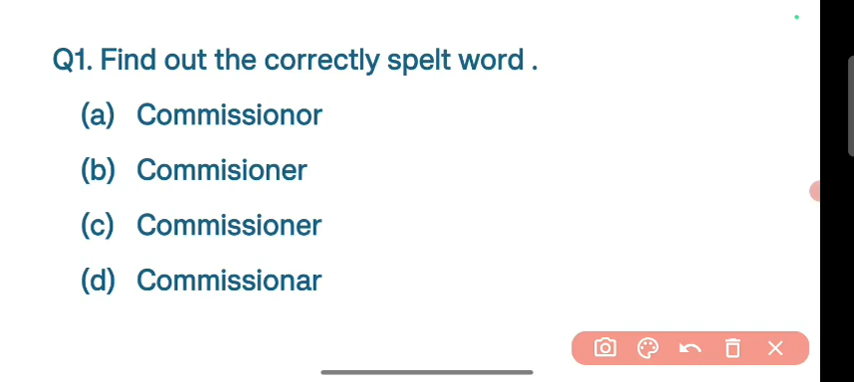 Q1. Find out the correctly spelt word .
(a) Commissionor
(b) Commisioner
(c) Commissioner
(d) Commissionar